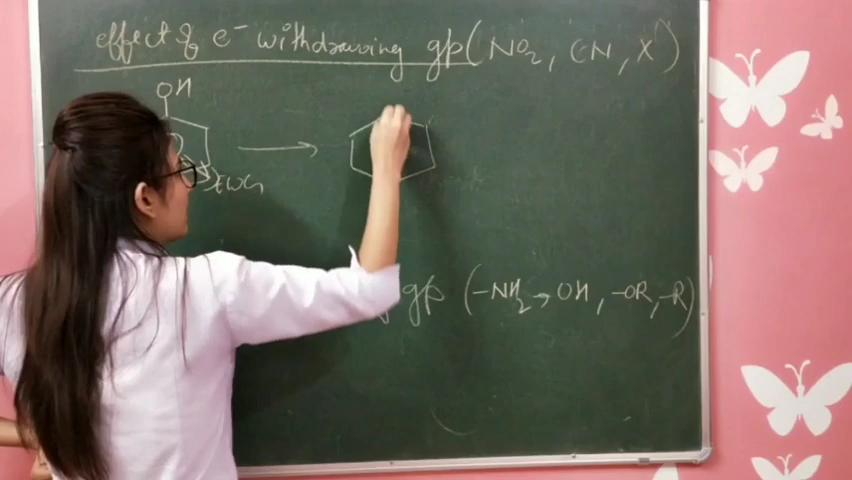 effect of e⁻ withdrawing gp (NO₂, CN, X)
OH
EWG
gp (-NH₂, OH, -OR, -R)